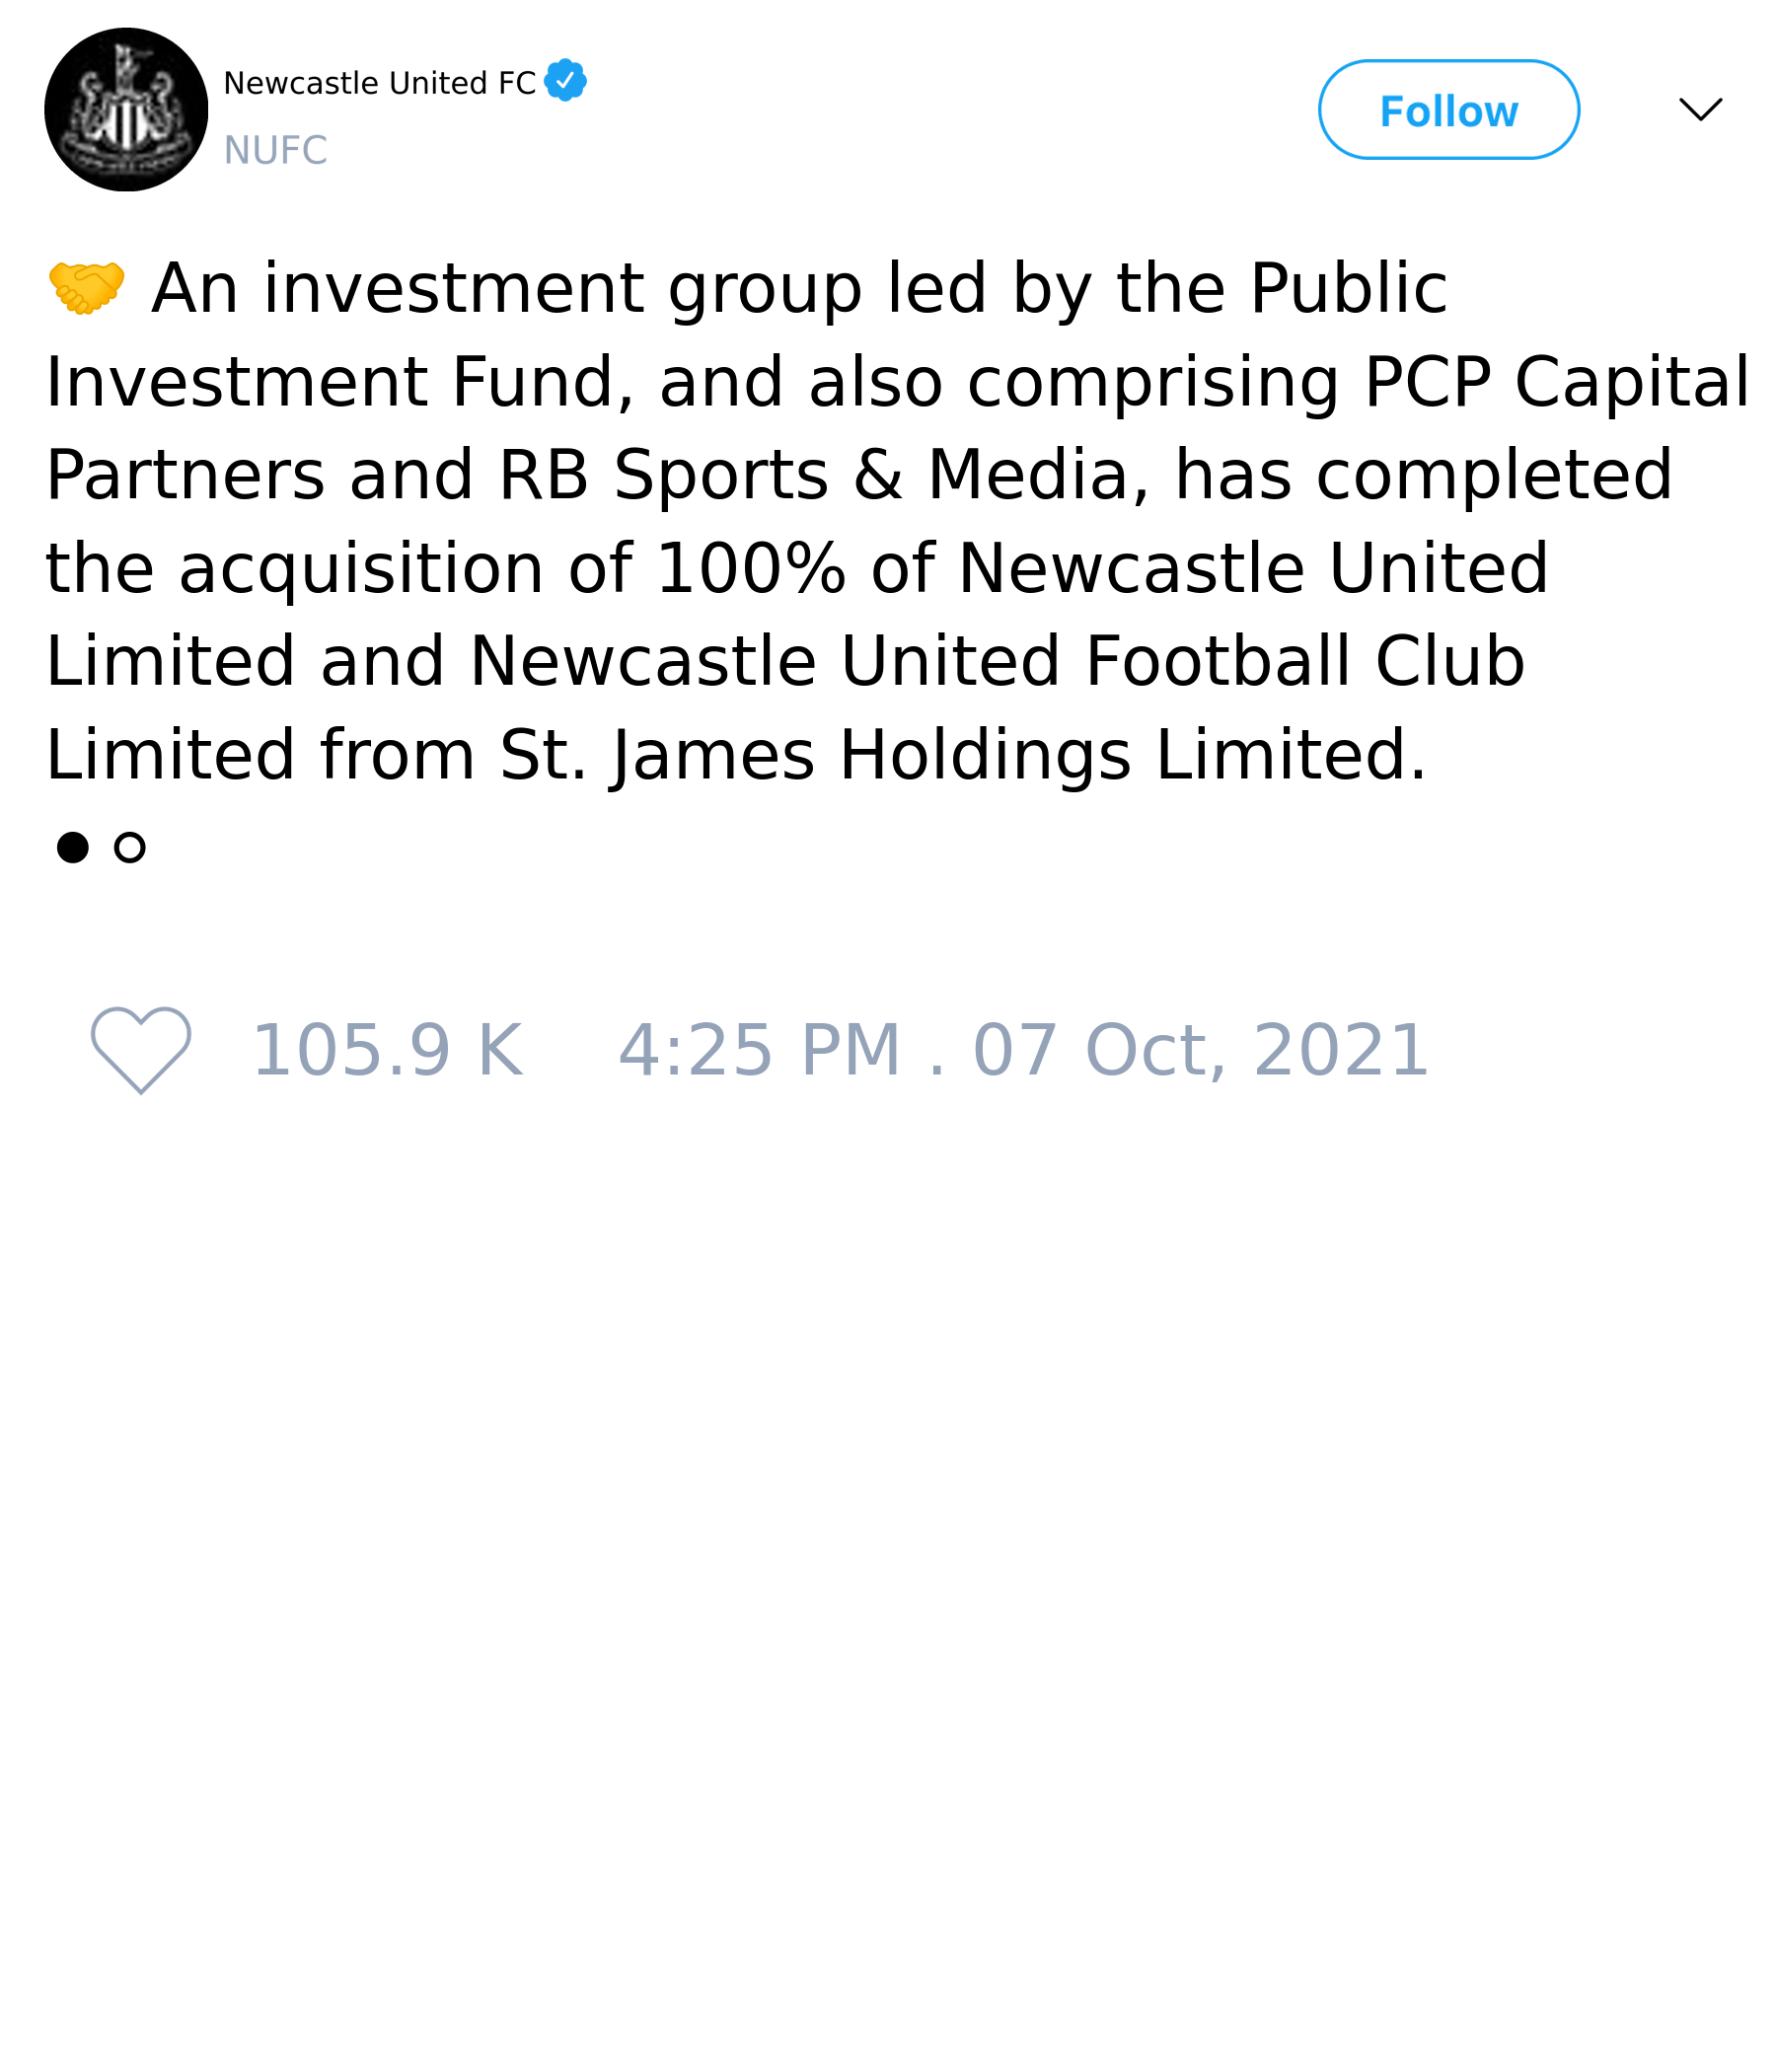 Newcastle United FC
NUFC
Follow
🤝 An investment group led by the Public
Investment Fund, and also comprising PCP Capital
Partners and RB Sports & Media, has completed
the acquisition of 100% of Newcastle United
Limited and Newcastle United Football Club
Limited from St. James Holdings Limited.
⚫️⚪️
105.9 K 4:25 PM . 07 Oct, 2021